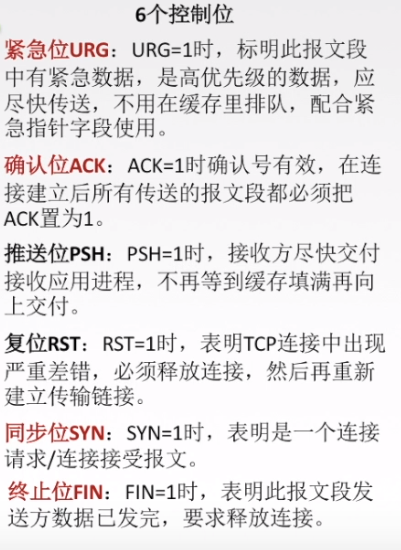 6个控制位
紧急位URG：URG=1时，标明此报文段
中有紧急数据，是高优先级的数据，应
尽快传送，不用在缓存里排队，配合紧
急指针字段使用。
确认位ACK：ACK=1时确认号有效，在连
接建立后所有传送的报文段都必须把
ACK置为1。
推送位PSH：PSH=1时，接收方尽快交付
接收应用进程，不再等到缓存填满再向
上交付。
复位RST：RST=1时，表明TCP连接中出现
严重差错，必须释放连接，然后再重新
建立传输链接。
同步位SYN：SYN=1时，表明是一个连接
请求/连接接受报文。
终止位FIN：FIN=1时，表明此报文段发
送方数据已发完，要求释放连接。